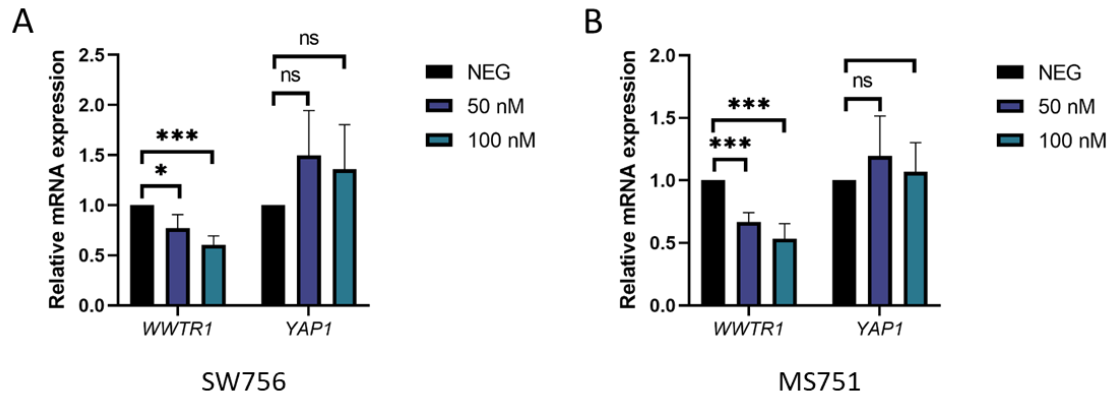 A
Relative mRNA expression
2.5
2.0
1.5
1.0
0.5
0.0
ns
ns
***
*
WWTR1
YAP1
NEG
50 nM
100 nM
SW756
B
Relative mRNA expression
2.0
1.5
1.0
0.5
0.0
ns
***
***
WWTR1
YAP1
NEG
50 nM
100 nM
MS751